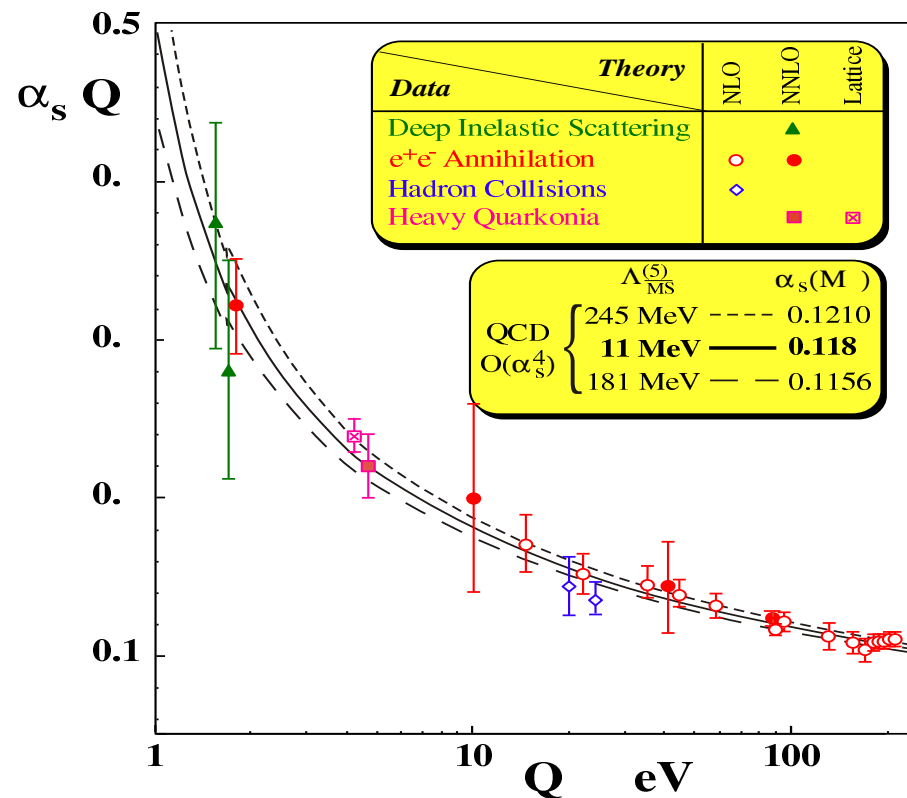 0.5
αs Q
0.
0.
0.
0.1
1 10 100
Q eV
Data Theory NLO NNLO Lattice
Deep Inelastic Scattering
e+e- Annihilation
Hadron Collisions
Heavy Quarkonia
Λ(5)MS αs(M )
QCD
O(αs4)
245 MeV 0.1210
11 MeV 0.118
181 MeV 0.1156